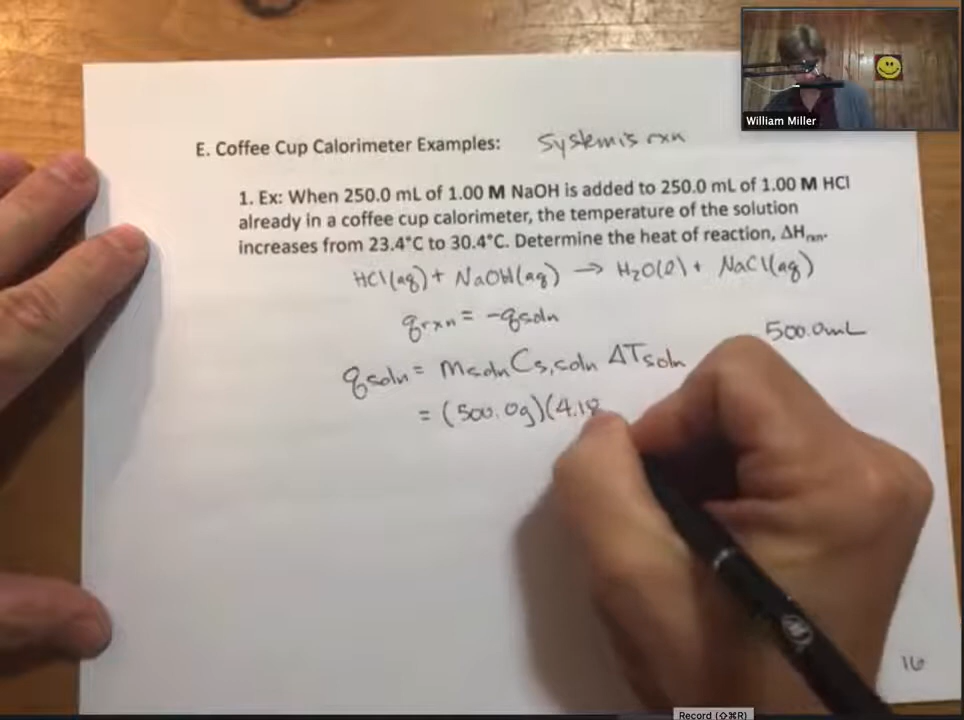 William Miller
E. Coffee Cup Calorimeter Examples: System is rxn
1. Ex: When 250.0 mL of 1.00 M NaOH is added to 250.0 mL of 1.00 M HCl
already in a coffee cup calorimeter, the temperature of the solution
increases from 23.4°C to 30.4°C. Determine the heat of reaction, ΔHrxn.
HCl(aq) + NaOH(aq) → H₂O(l) + NaCl(aq)
qrxn = -qsoln
500.0mL
qsoln = msoln Cs,soln ΔTsoln
= (500.0g)(4.18
16
Record (⇧⌘R)